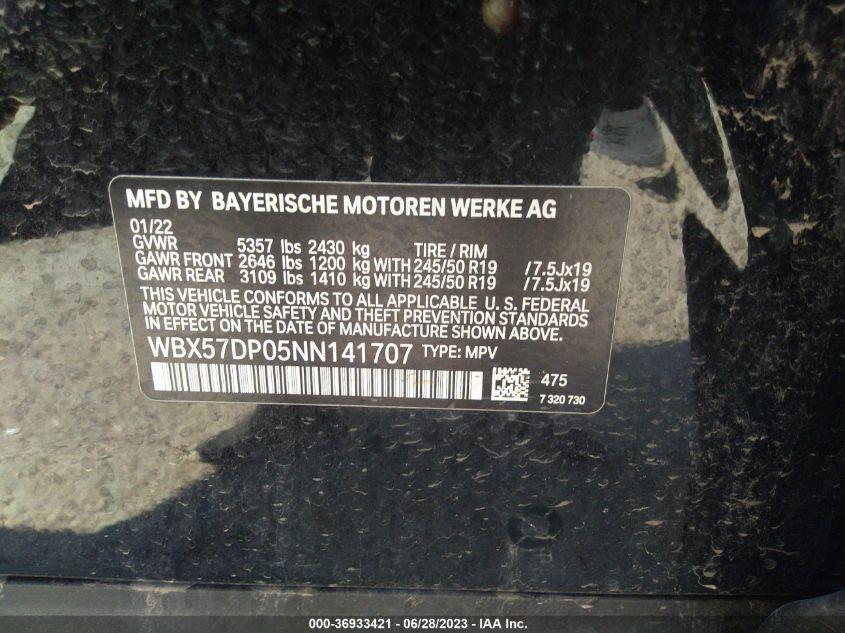 MFD BY BAYERISCHE MOTOREN WERKE AG
01/22
GVWR 5357 lbs 2430 kg TIRE / RIM
GAWR FRONT 2646 lbs 1200 kg WITH 245/50 R19 /7.5Jx19
GAWR REAR 3109 lbs 1410 kg WITH 245/50 R19 /7.5Jx19
THIS VEHICLE CONFORMS TO ALL APPLICABLE U. S. FEDERAL
MOTOR VEHICLE SAFETY AND THEFT PREVENTION STANDARDS
IN EFFECT ON THE DATE OF MANUFACTURE SHOWN ABOVE.
WBX57DP05NN141707 TYPE: MPV
475
7 320 730
000-36933421 / 06/28/2023 - IAA Inc.